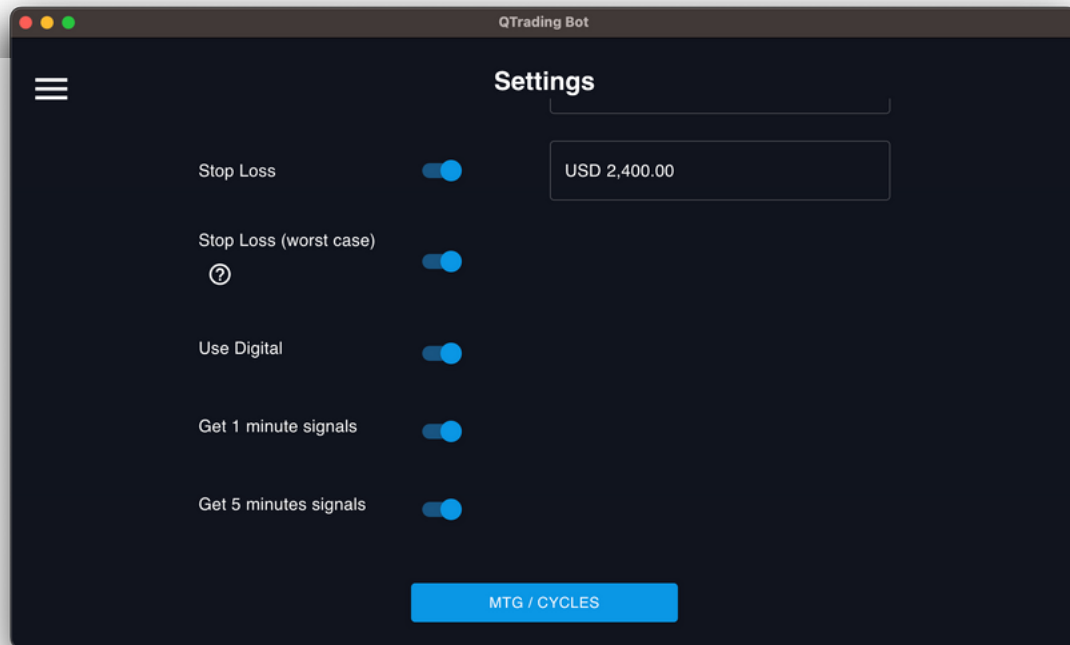 QTrading Bot
Settings
Stop Loss
USD 2,400.00
Stop Loss (worst case)
?
Use Digital
Get 1 minute signals
Get 5 minutes signals
MTG / CYCLES